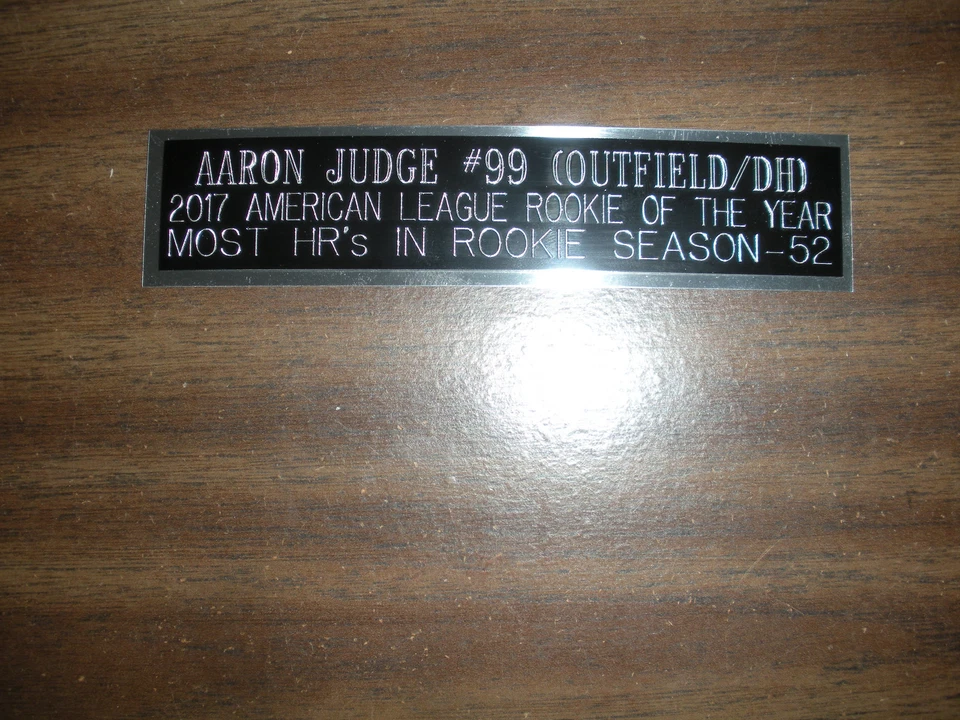 AARON JUDGE #99 (OUTFIELD/DH)
2017 AMERICAN LEAGUE ROOKIE OF THE YEAR
MOST HR's IN ROOKIE SEASON-52